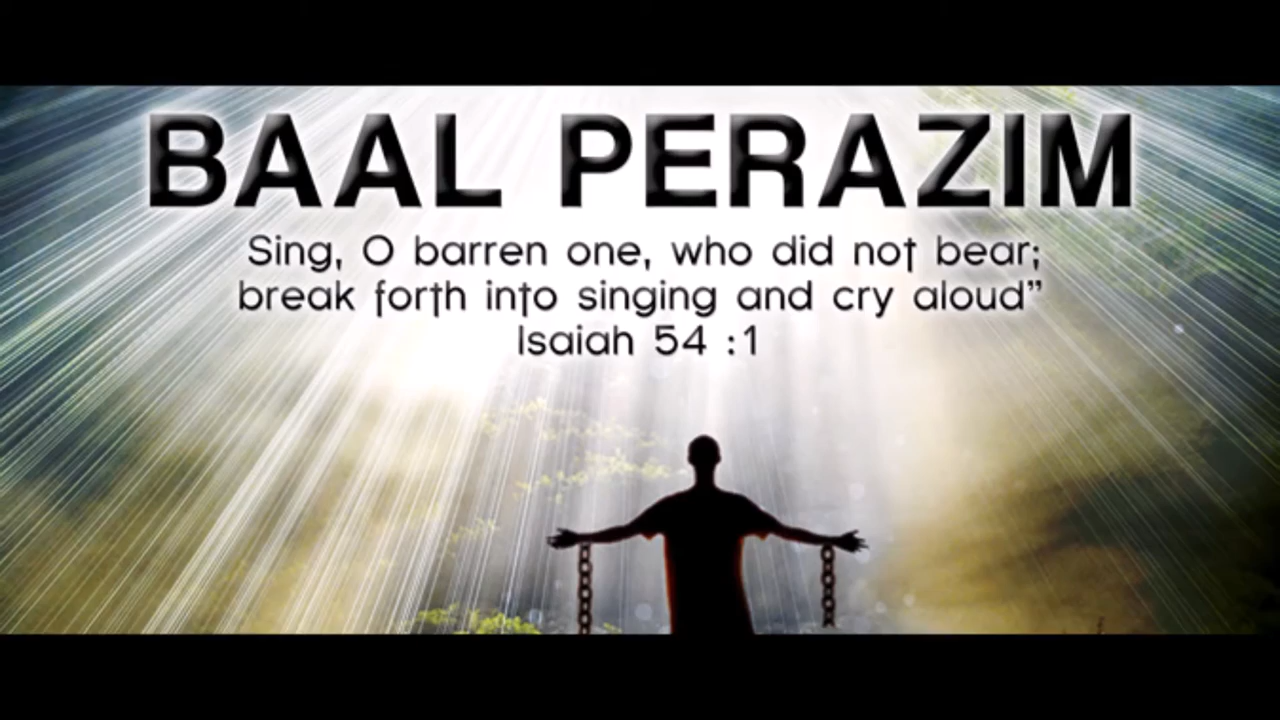 BAAL PERAZIM
Sing, O barren one, who did not bear;
break forth into singing and cry aloud”
Isaiah 54 :1